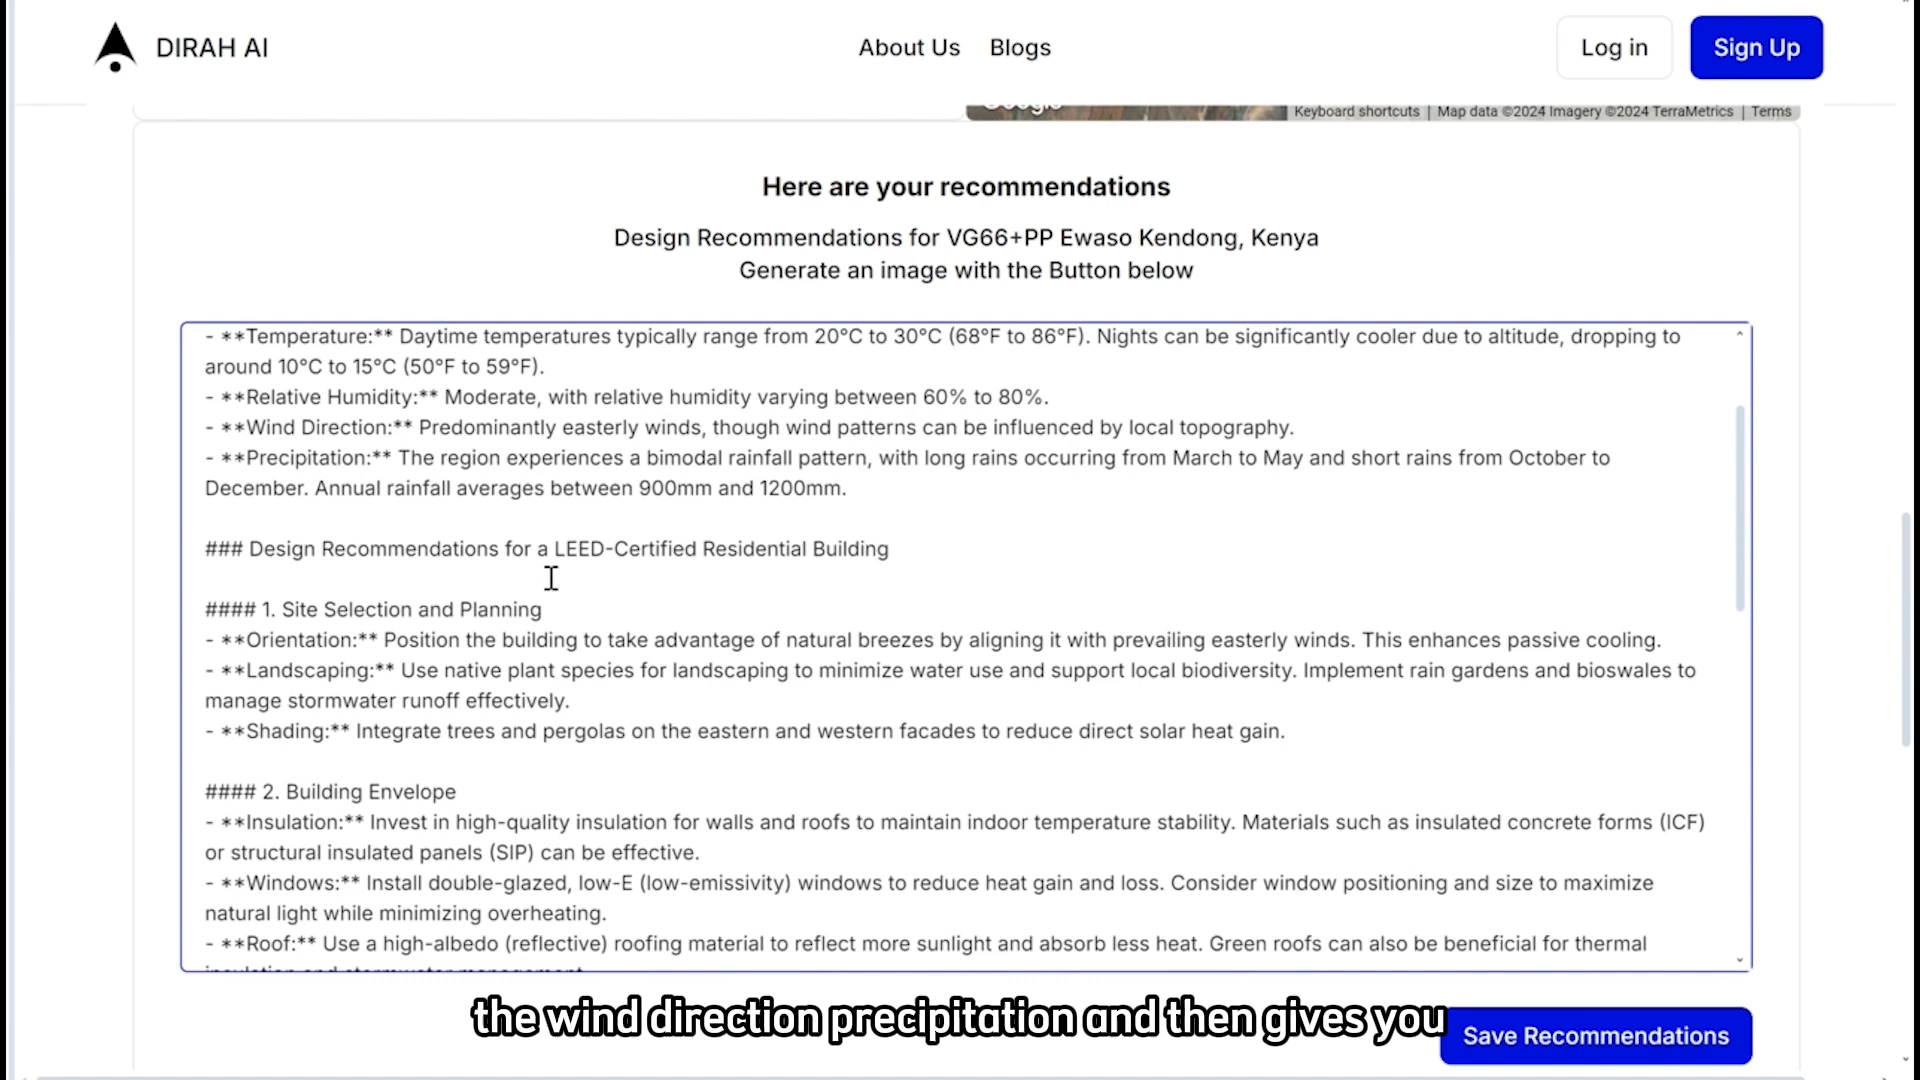 DIRAH AI
About Us
Blogs
Log in
Sign Up
Google
Keyboard shortcuts
Map data ©2024 Imagery ©2024 TerraMetrics
Terms
Here are your recommendations
Design Recommendations for VG66+PP Ewaso Kendong, Kenya
Generate an image with the Button below
- **Temperature:** Daytime temperatures typically range from 20°C to 30°C (68°F to 86°F). Nights can be significantly cooler due to altitude, dropping to
around 10°C to 15°C (50°F to 59°F).
- **Relative Humidity:** Moderate, with relative humidity varying between 60% to 80%.
- **Wind Direction:** Predominantly easterly winds, though wind patterns can be influenced by local topography.
- **Precipitation:** The region experiences a bimodal rainfall pattern, with long rains occurring from March to May and short rains from October to
December. Annual rainfall averages between 900mm and 1200mm.
### Design Recommendations for a LEED-Certified Residential Building
#### 1. Site Selection and Planning
- **Orientation:** Position the building to take advantage of natural breezes by aligning it with prevailing easterly winds. This enhances passive cooling.
- **Landscaping:** Use native plant species for landscaping to minimize water use and support local biodiversity. Implement rain gardens and bioswales to
manage stormwater runoff effectively.
- **Shading:** Integrate trees and pergolas on the eastern and western facades to reduce direct solar heat gain.
#### 2. Building Envelope
- **Insulation:** Invest in high-quality insulation for walls and roofs to maintain indoor temperature stability. Materials such as insulated concrete forms (ICF)
or structural insulated panels (SIP) can be effective.
- **Windows:** Install double-glazed, low-E (low-emissivity) windows to reduce heat gain and loss. Consider window positioning and size to maximize
natural light while minimizing overheating.
- **Roof:** Use a high-albedo (reflective) roofing material to reflect more sunlight and absorb less heat. Green roofs can also be beneficial for thermal
insulation and stormwater management.
the wind direction precipitation and then gives you
Save Recommendations